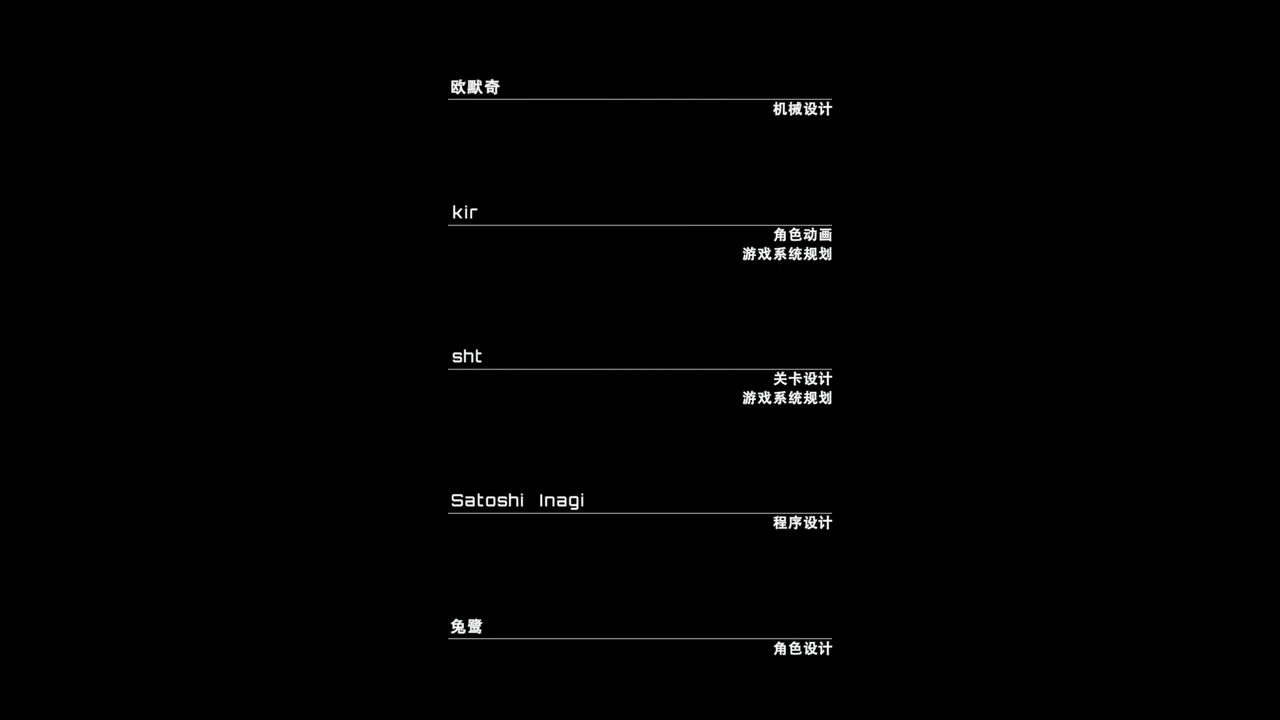 欧默奇
机械设计
kir
角色动画
游戏系统规划
sht
关卡设计
游戏系统规划
Satoshi Inagi
程序设计
兔鹭
角色设计